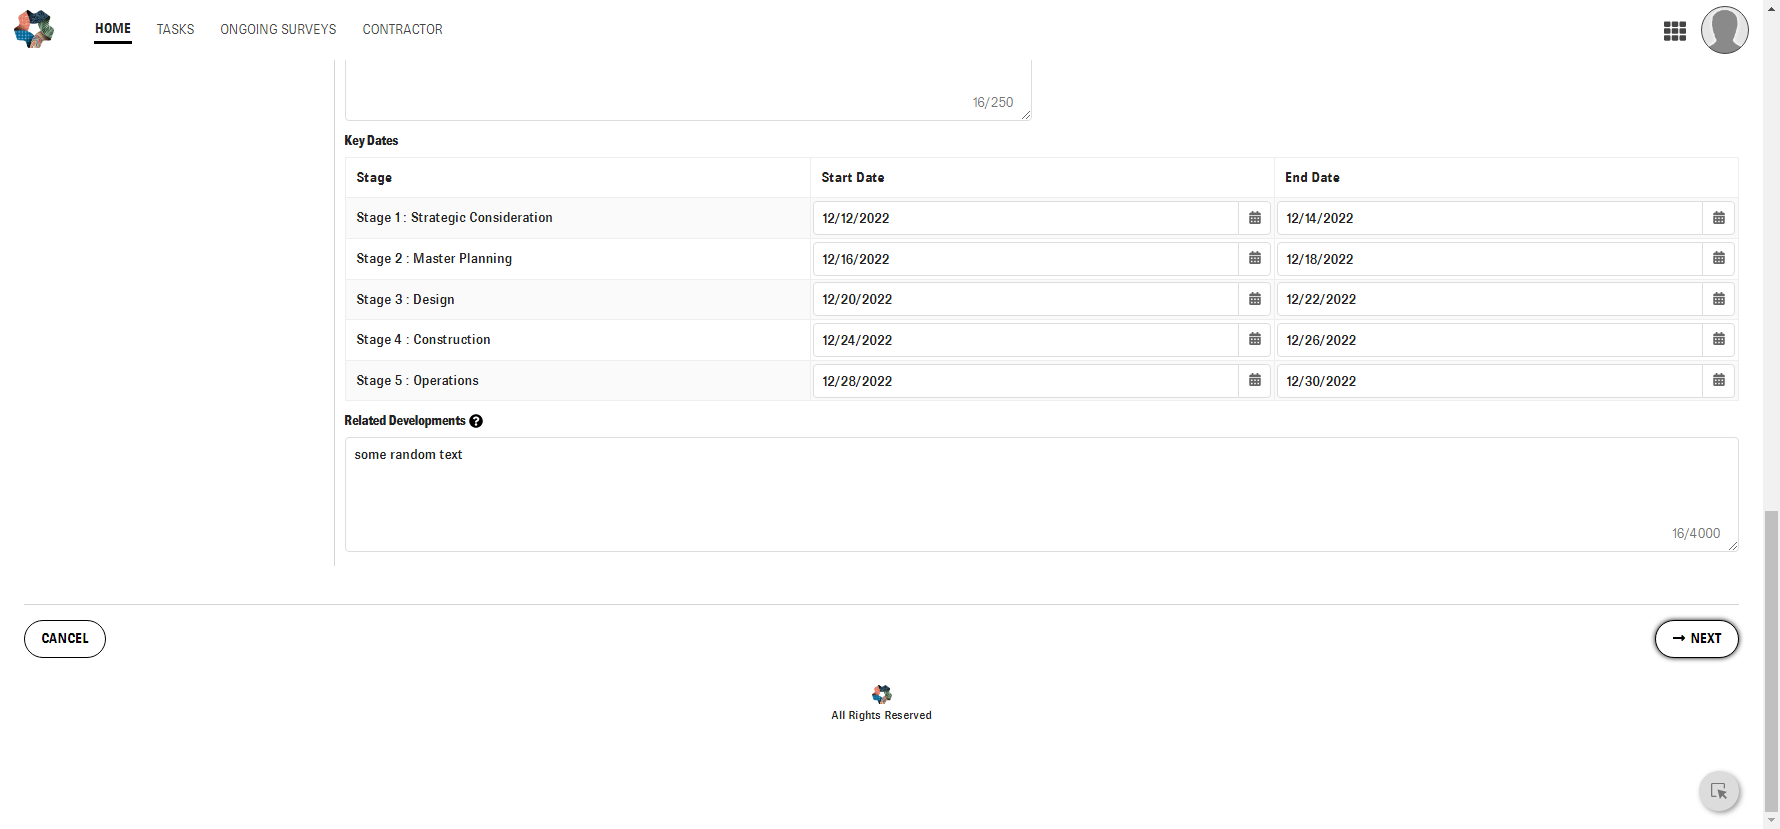 HOME TASKS ONGOING SURVEYS CONTRACTOR
16/250
Key Dates
Stage Start Date End Date
Stage 1 : Strategic Consideration 12/12/2022 12/14/2022
Stage 2 : Master Planning 12/16/2022 12/18/2022
Stage 3 : Design 12/20/2022 12/22/2022
Stage 4 : Construction 12/24/2022 12/26/2022
Stage 5 : Operations 12/28/2022 12/30/2022
Related Developments ?
some random text
16/4000
CANCEL → NEXT
All Rights Reserved